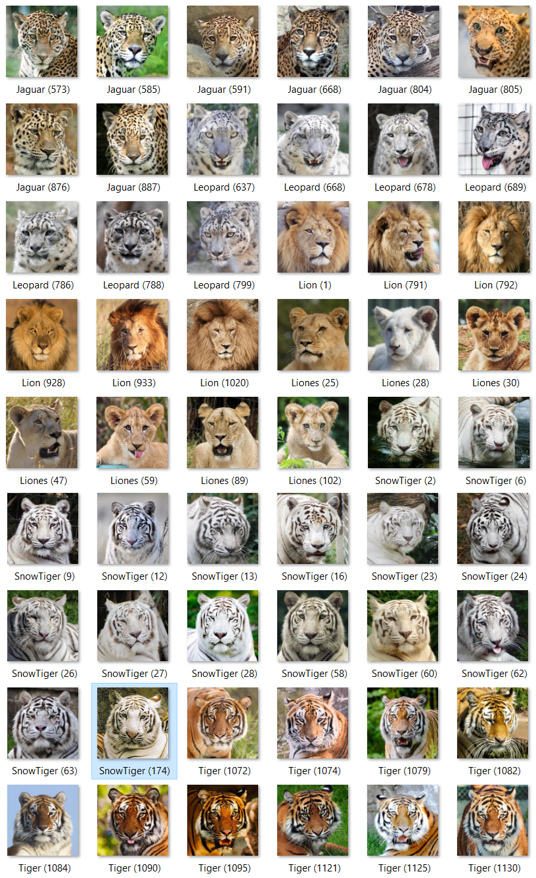 Jaguar (573) Jaguar (585) Jaguar (591) Jaguar (668) Jaguar (804) Jaguar (805)
Jaguar (876) Jaguar (887) Leopard (637) Leopard (668) Leopard (678) Leopard (689)
Leopard (786) Leopard (788) Leopard (799) Lion (1) Lion (791) Lion (792)
Lion (928) Lion (933) Lion (1020) Liones (25) Liones (28) Liones (30)
Liones (47) Liones (59) Liones (89) Liones (102) SnowTiger (2) SnowTiger (6)
SnowTiger (9) SnowTiger (12) SnowTiger (13) SnowTiger (16) SnowTiger (23) SnowTiger (24)
SnowTiger (26) SnowTiger (27) SnowTiger (28) SnowTiger (58) SnowTiger (60) SnowTiger (62)
SnowTiger (63) SnowTiger (174) Tiger (1072) Tiger (1074) Tiger (1079) Tiger (1082)
Tiger (1084) Tiger (1090) Tiger (1095) Tiger (1121) Tiger (1125) Tiger (1130)